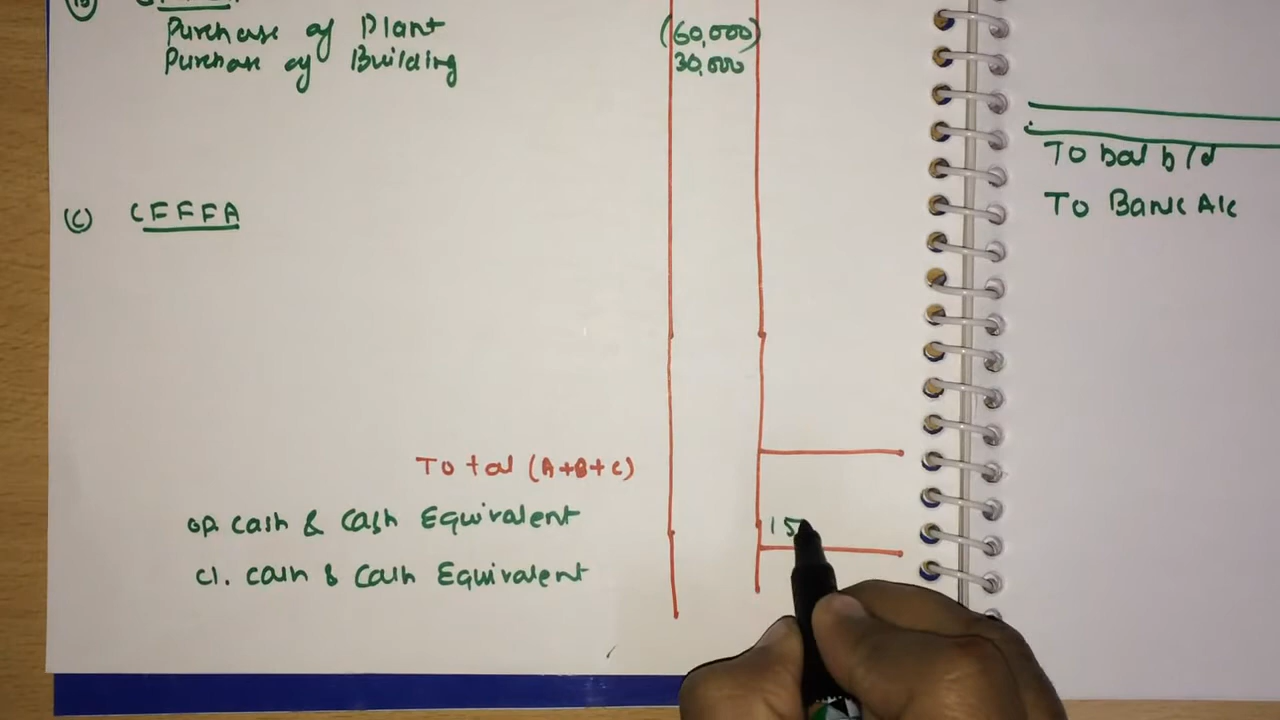 (B)
Purchase of Plant (60,000)
Purchase of Building 30,000
(C) CFFFA
Total (A+B+C)
op. cash & Cash Equivalent 15
cl. cash & Cash Equivalent
To bal b/d
To Bank A/c